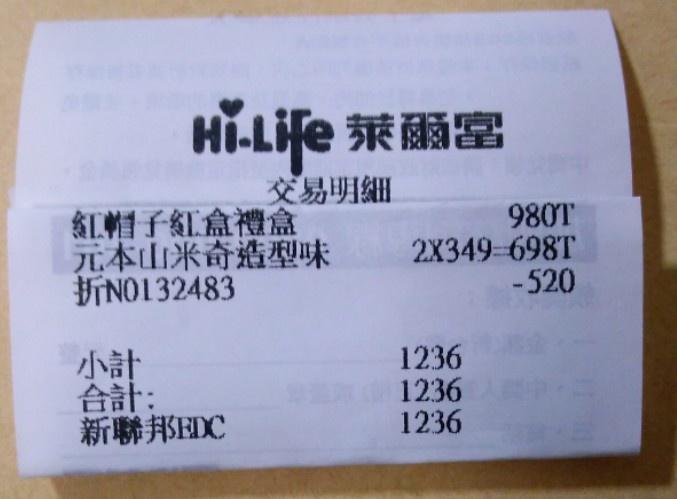 Hi-Life 萊爾富
交易明細
紅帽子紅盒禮盒 980T
元本山米奇造型味 2X349=698T
折N0132483 -520
小計 1236
合計: 1236
新聯邦EDC 1236